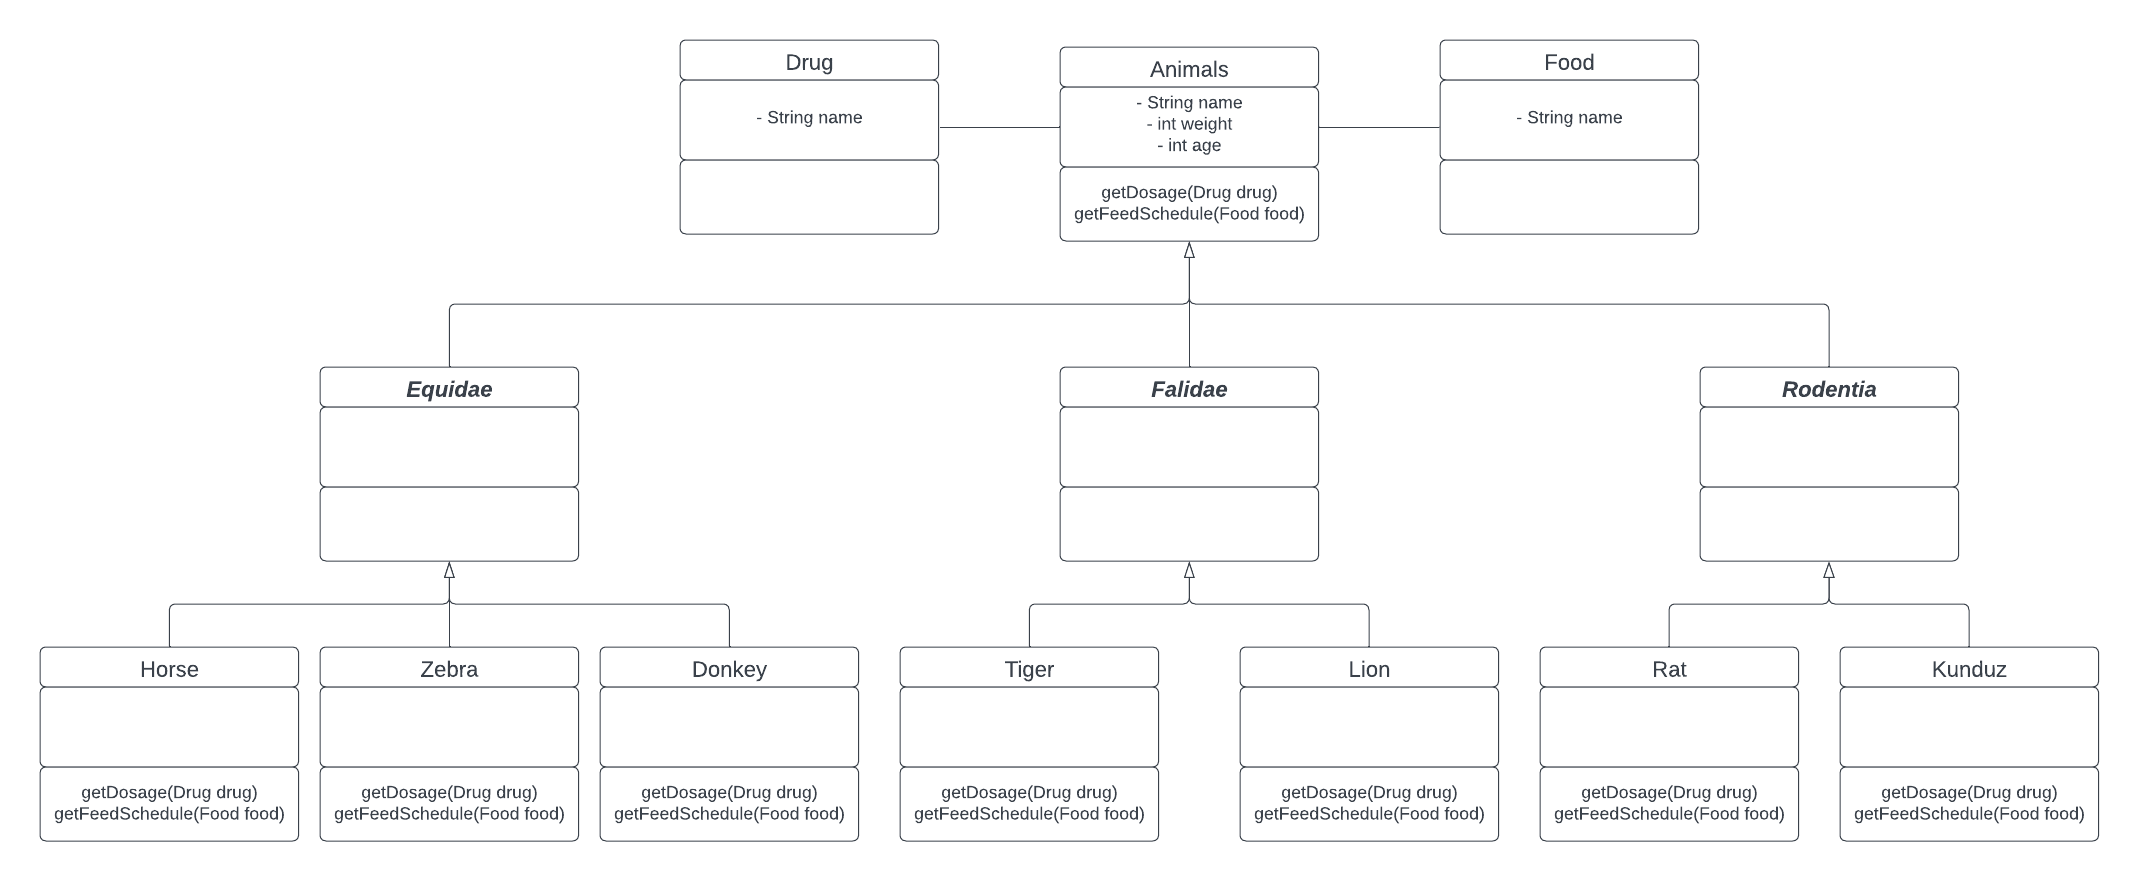 Drug
- String name
Animals
- String name
- int weight
- int age
getDosage(Drug drug)
getFeedSchedule(Food food)
Food
- String name
Equidae
Falidae
Rodentia
Horse
getDosage(Drug drug)
getFeedSchedule(Food food)
Zebra
getDosage(Drug drug)
getFeedSchedule(Food food)
Donkey
getDosage(Drug drug)
getFeedSchedule(Food food)
Tiger
getDosage(Drug drug)
getFeedSchedule(Food food)
Lion
getDosage(Drug drug)
getFeedSchedule(Food food)
Rat
getDosage(Drug drug)
getFeedSchedule(Food food)
Kunduz
getDosage(Drug drug)
getFeedSchedule(Food food)